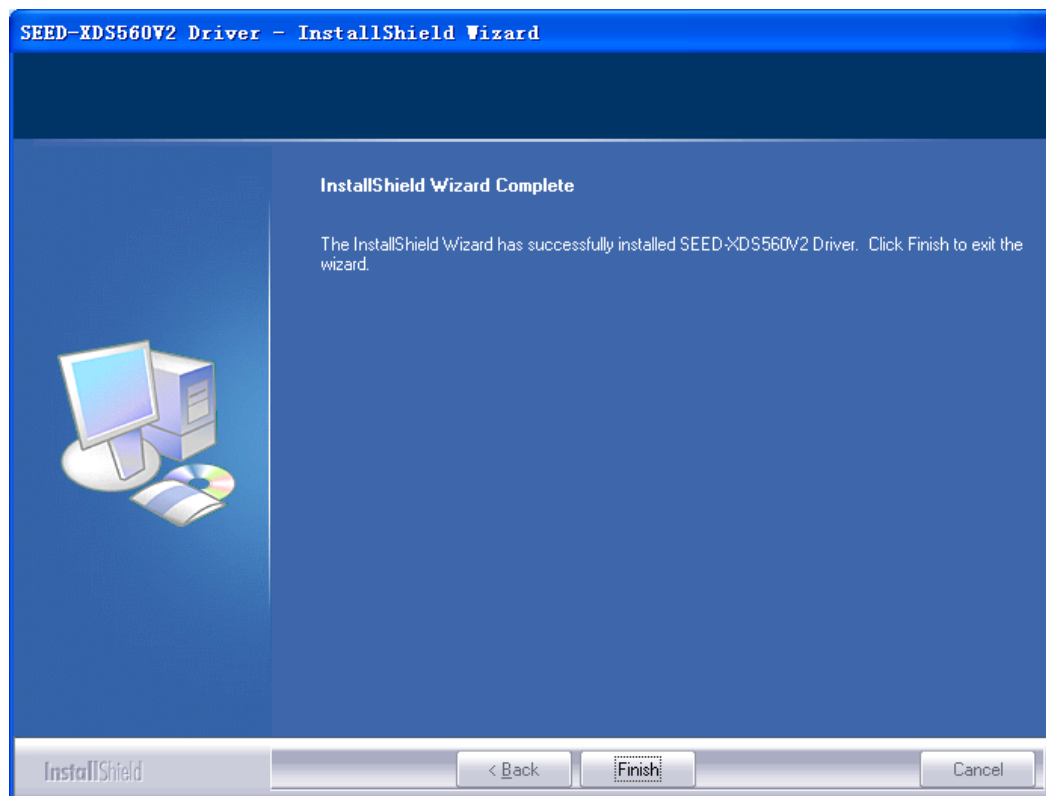 SEED-XDS560V2 Driver - InstallShield Wizard
InstallShield Wizard Complete
The InstallShield Wizard has successfully installed SEED-XDS560V2 Driver. Click Finish to exit the
wizard.
InstallShield
< Back
Finish
Cancel